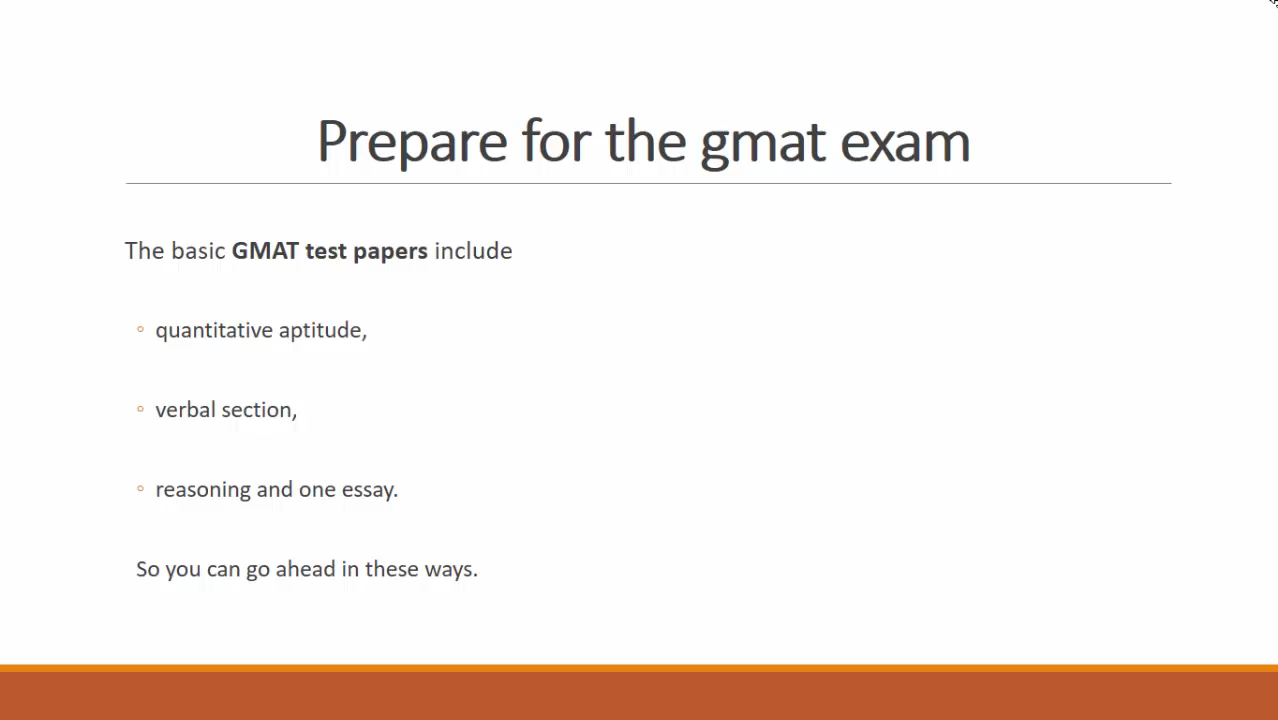 Prepare for the gmat exam
The basic GMAT test papers include
quantitative aptitude,
verbal section,
reasoning and one essay.
So you can go ahead in these ways.